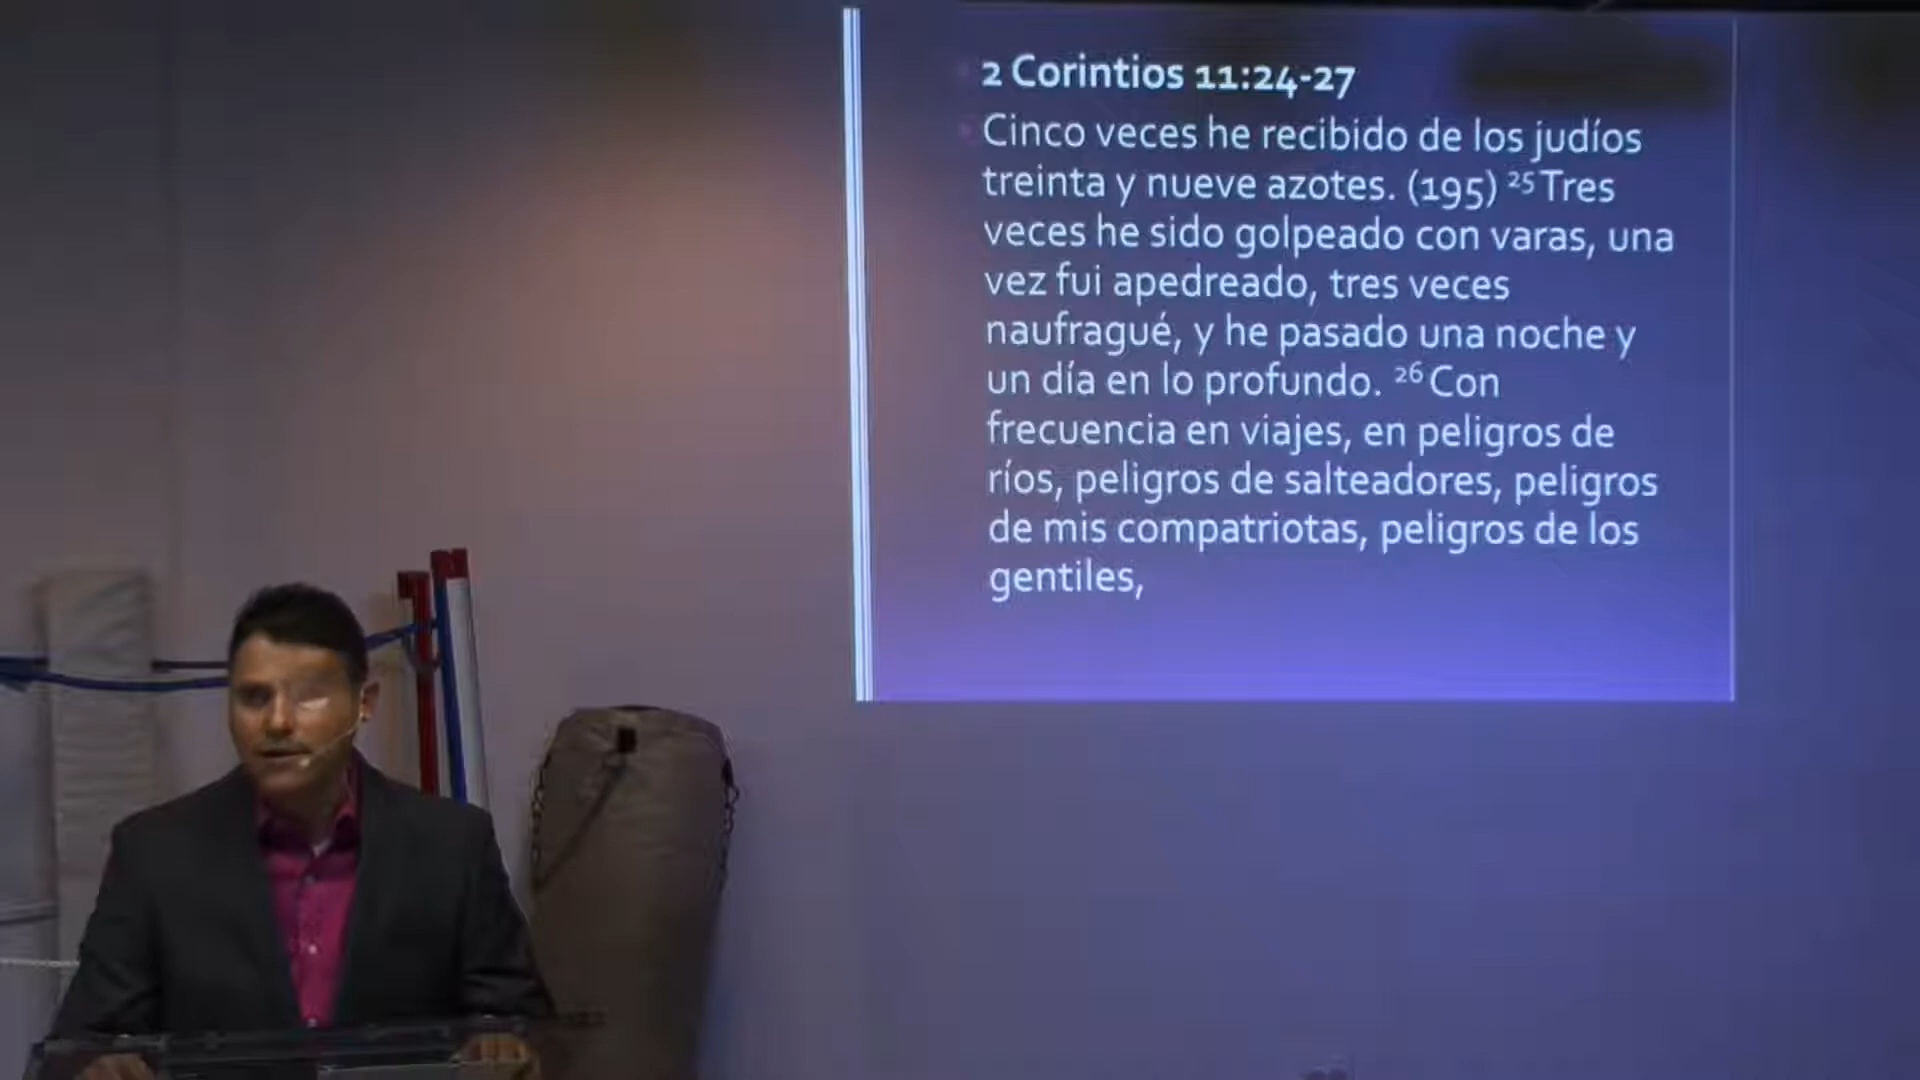 2 Corintios 11:24-27
Cinco veces he recibido de los judíos
treinta y nueve azotes. (195) ²⁵ Tres
veces he sido golpeado con varas, una
vez fui apedreado, tres veces
naufragué, y he pasado una noche y
un día en lo profundo. ²⁶ Con
frecuencia en viajes, en peligros de
ríos, peligros de salteadores, peligros
de mis compatriotas, peligros de los
gentiles,